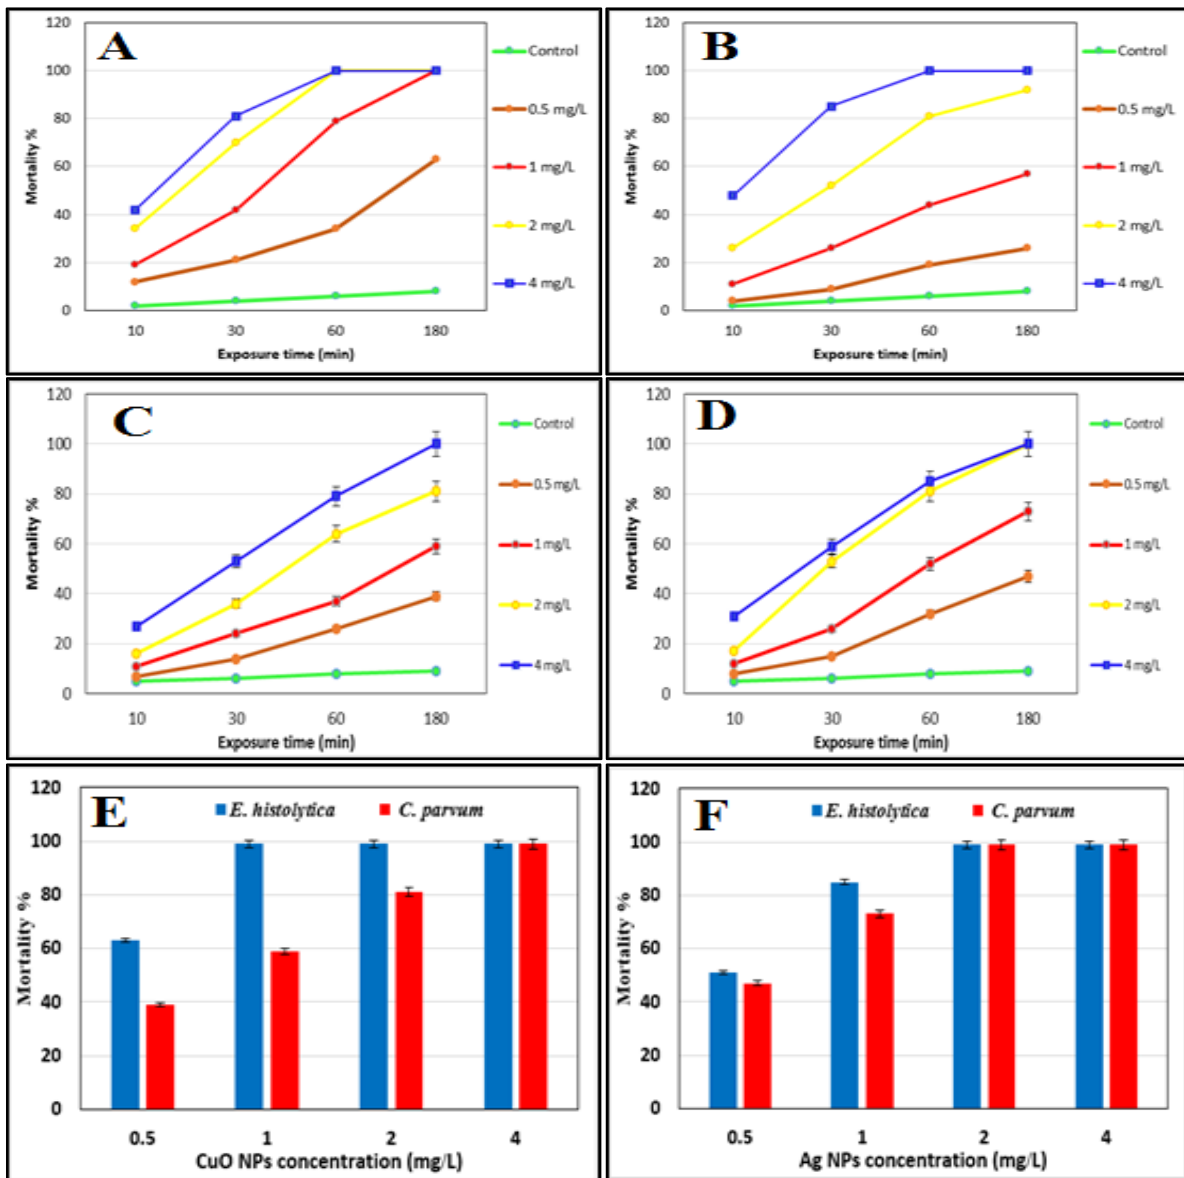 A
Mortality %
120
100
80
60
40
20
0
10 30 60 180
Exposure time (min)
Control
0.5 mg/L
1 mg/L
2 mg/L
4 mg/L
B
Mortality %
120
100
80
60
40
20
0
10 30 60 180
Exposure time (min)
Control
0.5 mg/L
1 mg/L
2 mg/L
4 mg/L
C
Mortality %
120
100
80
60
40
20
0
10 30 60 180
Exposure time (min)
Control
0.5 mg/L
1 mg/L
2 mg/L
4 mg/L
D
Mortality %
120
100
80
60
40
20
0
10 30 60 180
Exposure time (min)
Control
0.5 mg/L
1 mg/L
2 mg/L
4 mg/L
E
E. histolytica C. parvum
Mortality %
120
100
80
60
40
20
0
0.5 1 2 4
CuO NPs concentration (mg/L)
F
E. histolytica C. parvum
Mortality %
120
100
80
60
40
20
0
0.5 1 2 4
Ag NPs concentration (mg/L)